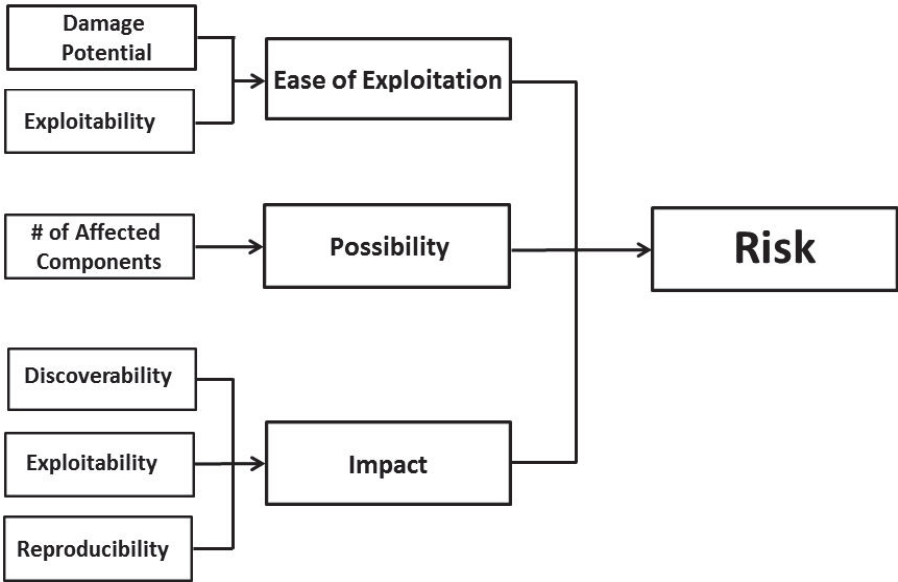 Damage
Potential
Exploitability
Ease of Exploitation
# of Affected
Components
Possibility
Risk
Discoverability
Exploitability
Reproducibility
Impact